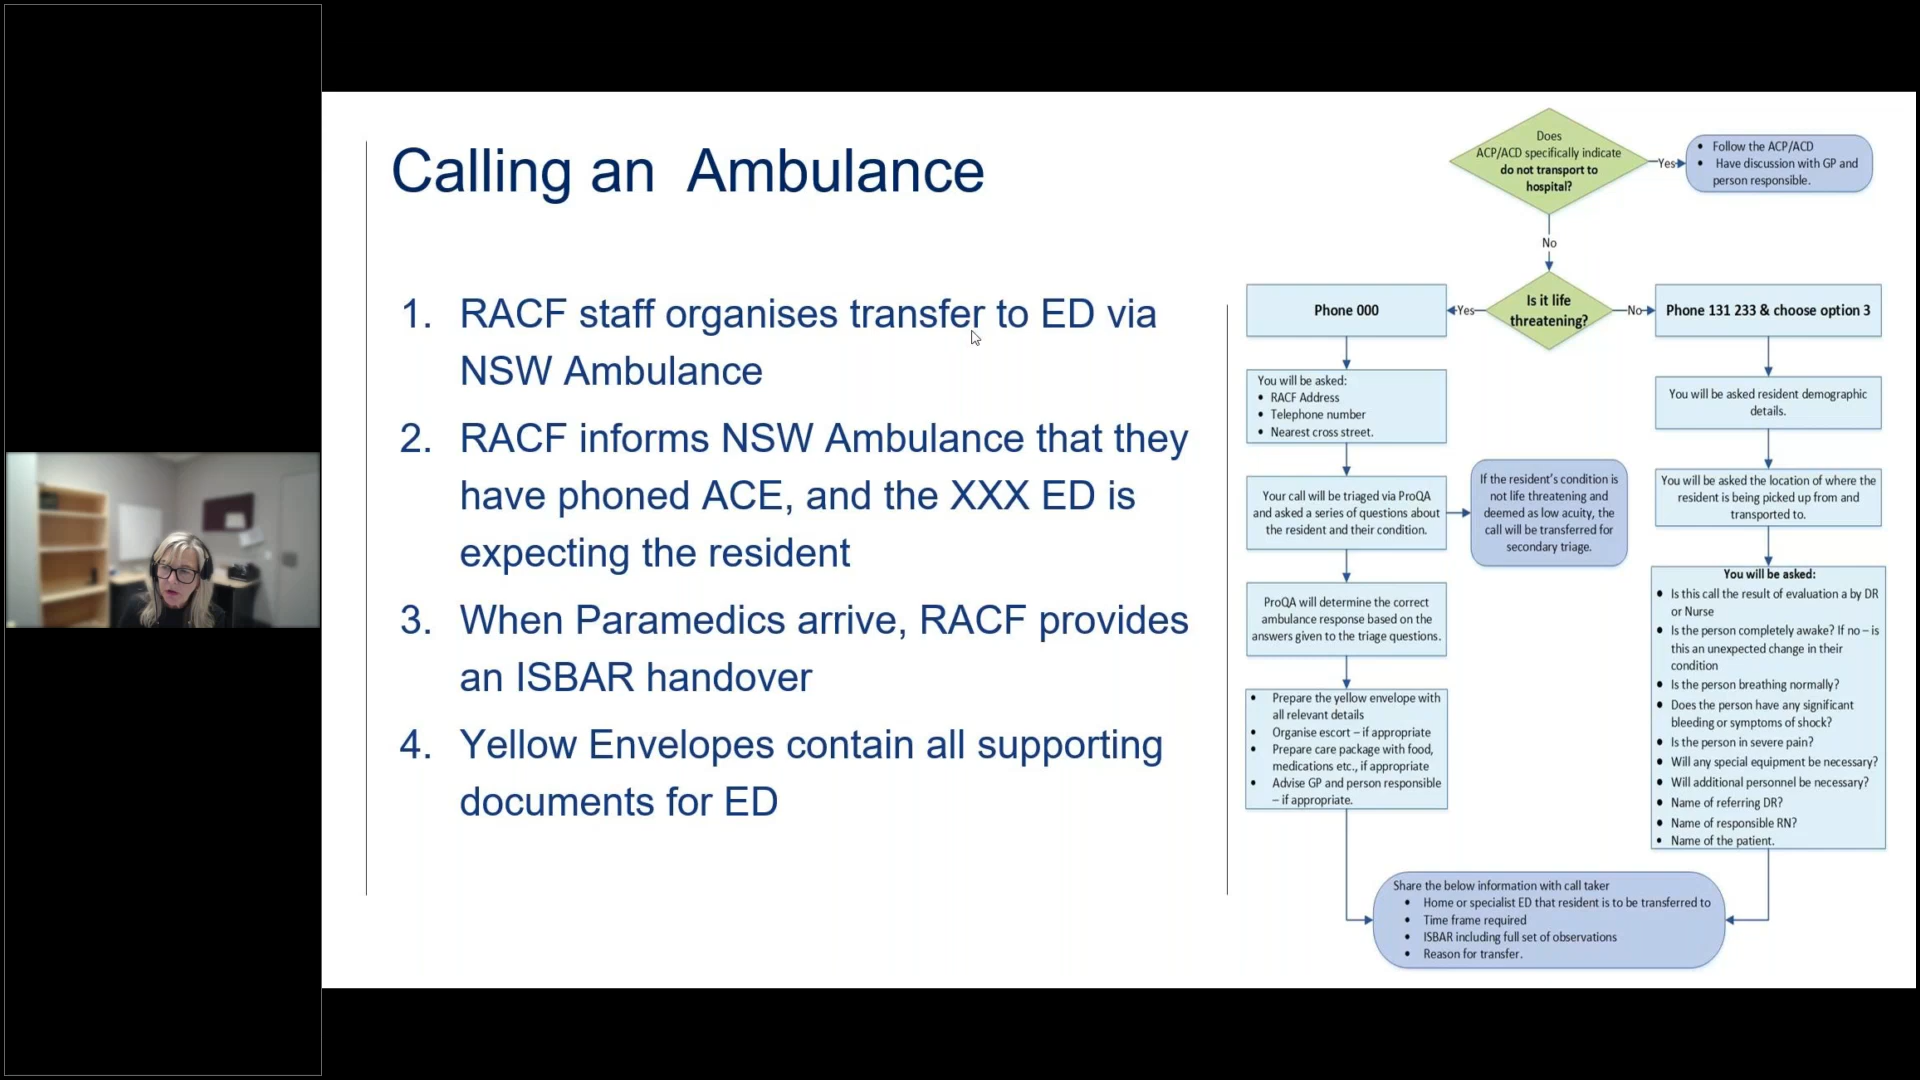 Calling an  Ambulance
1. RACF staff organises transfer to ED via
NSW Ambulance
2. RACF informs NSW Ambulance that they
have phoned ACE, and the XXX ED is
expecting the resident
3. When Paramedics arrive, RACF provides
an ISBAR handover
4. Yellow Envelopes contain all supporting
documents for ED
Does
ACP/ACD specifically indicate
do not transport to
hospital?
Yes
• Follow the ACP/ACD
• Have discussion with GP and
person responsible.
No
Is it life
threatening?
Yes
No
Phone 000
You will be asked:
• RACF Address
• Telephone number
• Nearest cross street.
Your call will be triaged via ProQA
and asked a series of questions about
the resident and their condition.
If the resident's condition is
not life threatening and
deemed as low acuity, the
call will be transferred for
secondary triage.
ProQA will determine the correct
ambulance response based on the
answers given to the triage questions.
• Prepare the yellow envelope with
all relevant details
• Organise escort – if appropriate
• Prepare care package with food,
medications etc., if appropriate
• Advise GP and person responsible
– if appropriate.
Phone 131 233 & choose option 3
You will be asked resident demographic
details.
You will be asked the location of where the
resident is being picked up from and
transported to.
You will be asked:
• Is this call the result of evaluation a by DR
or Nurse
• Is the person completely awake? If no – is
this an unexpected change in their
condition
• Is the person breathing normally?
• Does the person have any significant
bleeding or symptoms of shock?
• Is the person in severe pain?
• Will any special equipment be necessary?
• Will additional personnel be necessary?
• Name of referring DR?
• Name of responsible RN?
• Name of the patient.
Share the below information with call taker
• Home or specialist ED that resident is to be transferred to
• Time frame required
• ISBAR including full set of observations
• Reason for transfer.